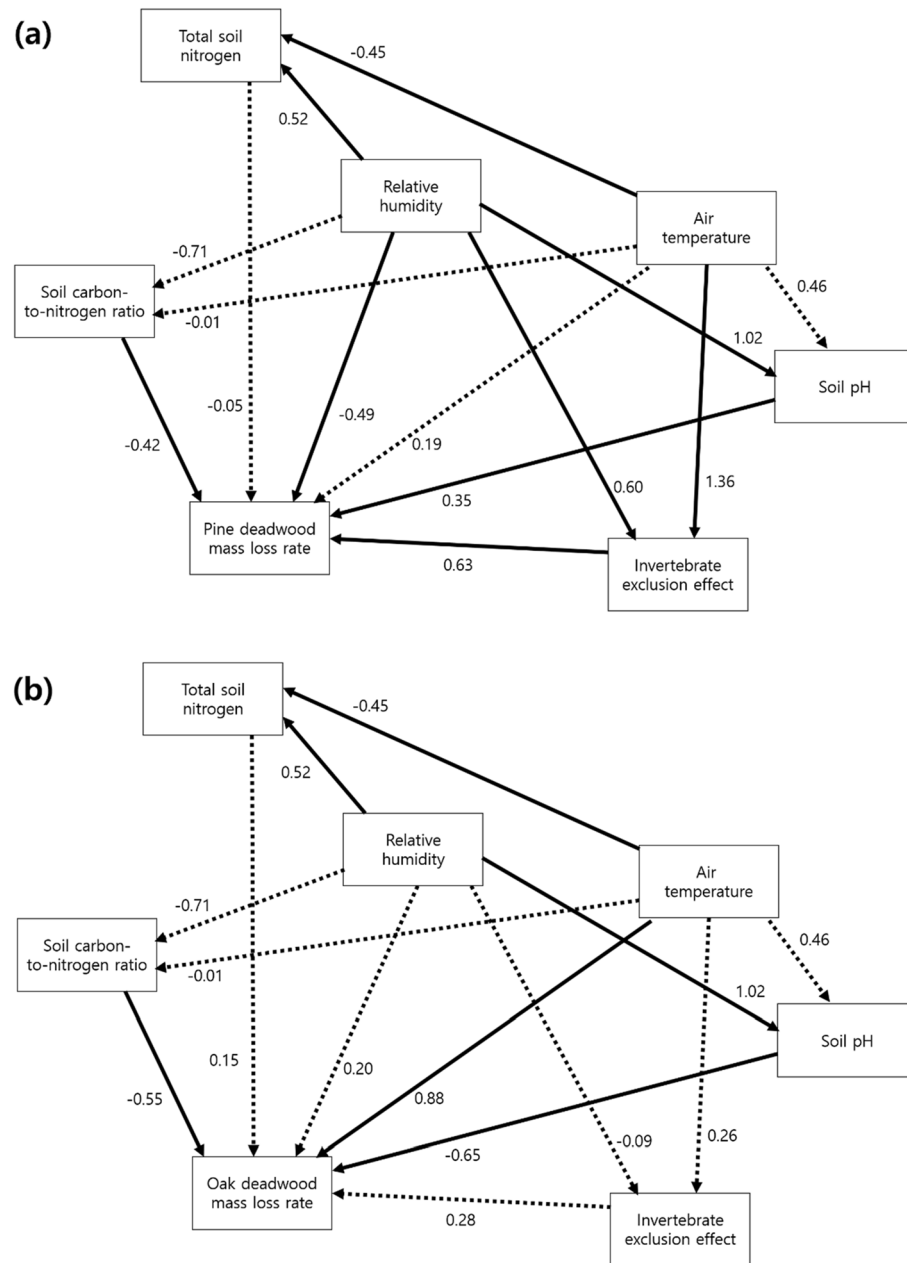 (a)
Total soil
nitrogen
-0.45
0.52
Relative
humidity
Air
temperature
-0.71
0.46
Soil carbon-
to-nitrogen ratio
-0.01
1.02
Soil pH
-0.05
-0.49
-0.42
0.19
0.60
1.36
0.35
Pine deadwood
mass loss rate
0.63
Invertebrate
exclusion effect
(b)
Total soil
nitrogen
-0.45
0.52
Relative
humidity
Air
temperature
-0.71
0.46
Soil carbon-
to-nitrogen ratio
-0.01
1.02
Soil pH
0.15
0.20
-0.55
0.88
-0.09
0.26
-0.65
Oak deadwood
mass loss rate
0.28
Invertebrate
exclusion effect